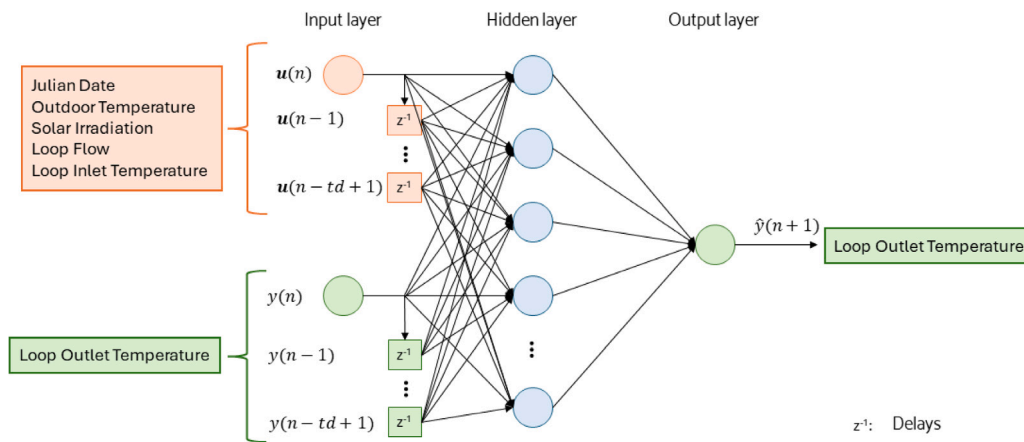 Input layer
Hidden layer
Output layer
Julian Date
Outdoor Temperature
Solar Irradiation
Loop Flow
Loop Inlet Temperature
u(n)
u(n − 1)
z⁻¹
u(n − td + 1)
z⁻¹
y(n)
Loop Outlet Temperature
y(n − 1)
z⁻¹
y(n − td + 1)
z⁻¹
ŷ(n + 1)
Loop Outlet Temperature
z⁻¹: Delays